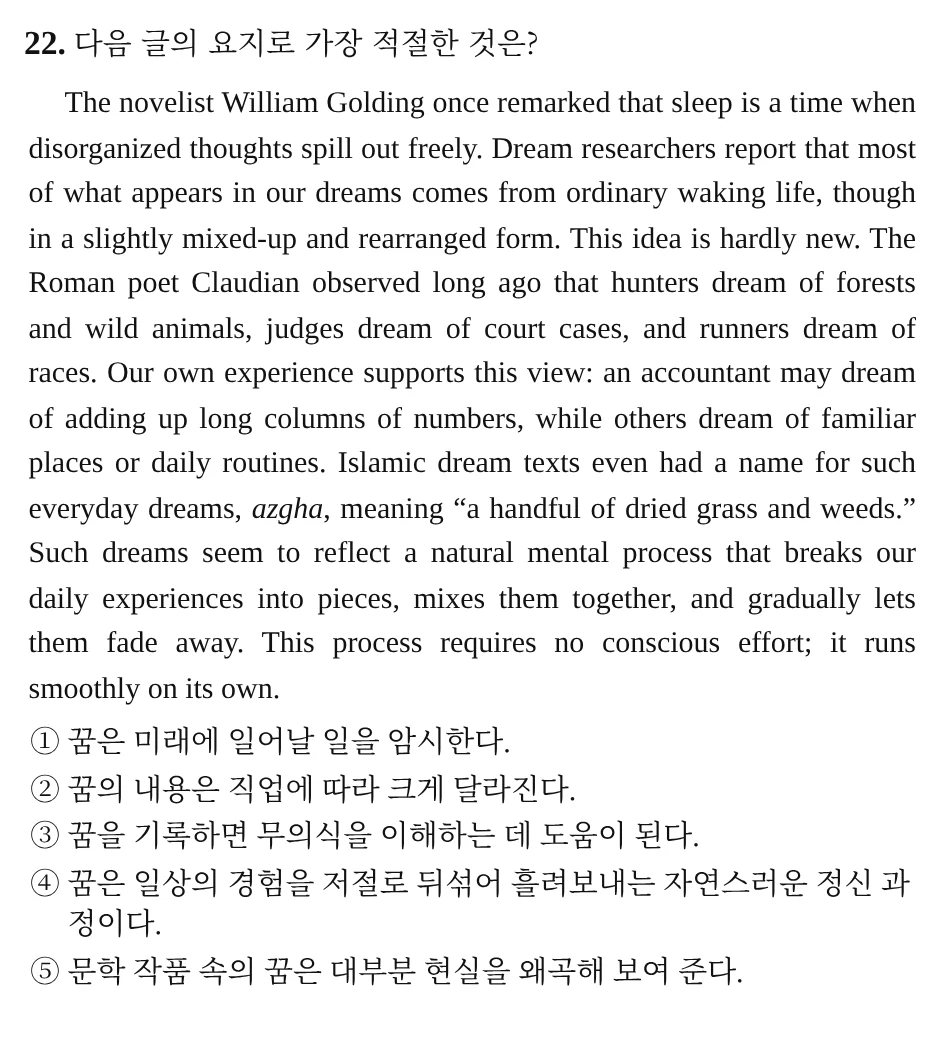 22. 다음 글의 요지로 가장 적절한 것은?
The novelist William Golding once remarked that sleep is a time when
disorganized thoughts spill out freely. Dream researchers report that most
of what appears in our dreams comes from ordinary waking life, though
in a slightly mixed-up and rearranged form. This idea is hardly new. The
Roman poet Claudian observed long ago that hunters dream of forests
and wild animals, judges dream of court cases, and runners dream of
races. Our own experience supports this view: an accountant may dream
of adding up long columns of numbers, while others dream of familiar
places or daily routines. Islamic dream texts even had a name for such
everyday dreams, azgha, meaning “a handful of dried grass and weeds.”
Such dreams seem to reflect a natural mental process that breaks our
daily experiences into pieces, mixes them together, and gradually lets
them fade away. This process requires no conscious effort; it runs
smoothly on its own.
① 꿈은 미래에 일어날 일을 암시한다.
② 꿈의 내용은 직업에 따라 크게 달라진다.
③ 꿈을 기록하면 무의식을 이해하는 데 도움이 된다.
④ 꿈은 일상의 경험을 저절로 뒤섞어 흘려보내는 자연스러운 정신 과
정이다.
⑤ 문학 작품 속의 꿈은 대부분 현실을 왜곡해 보여 준다.